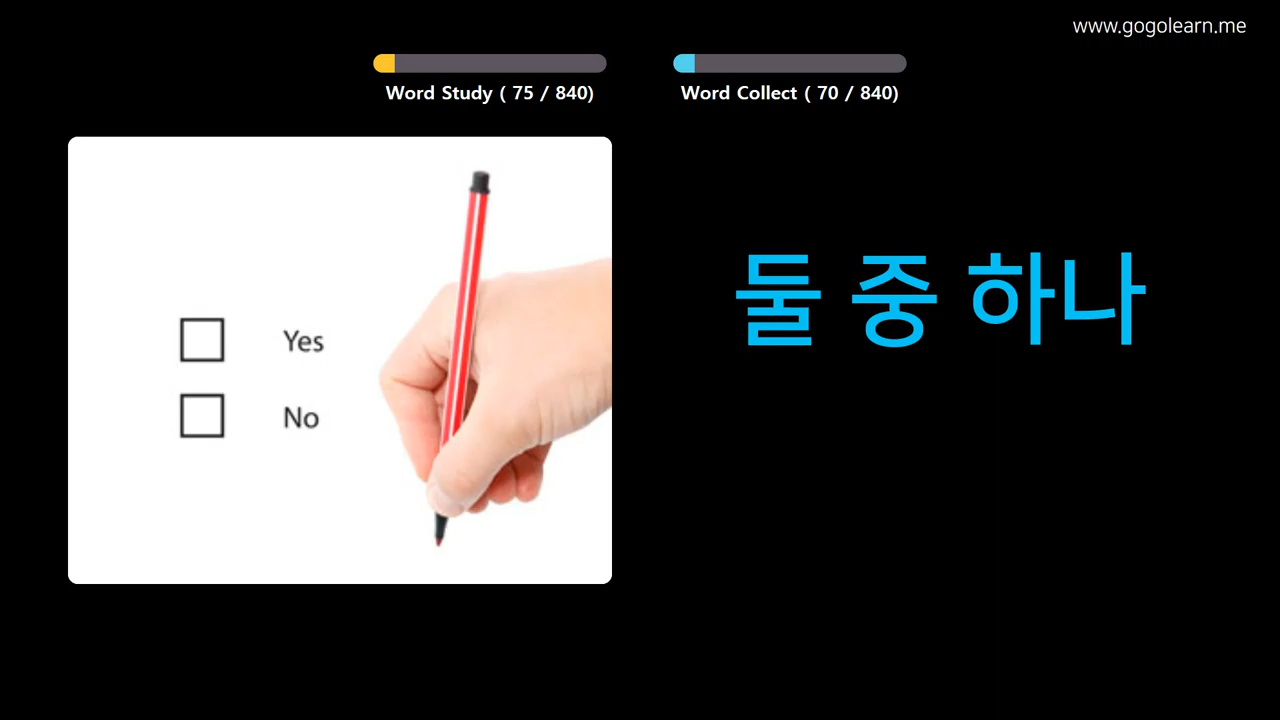 www.gogolearn.me
Word Study ( 75 / 840)
Word Collect ( 70 / 840)
둘 중 하나
Yes
No